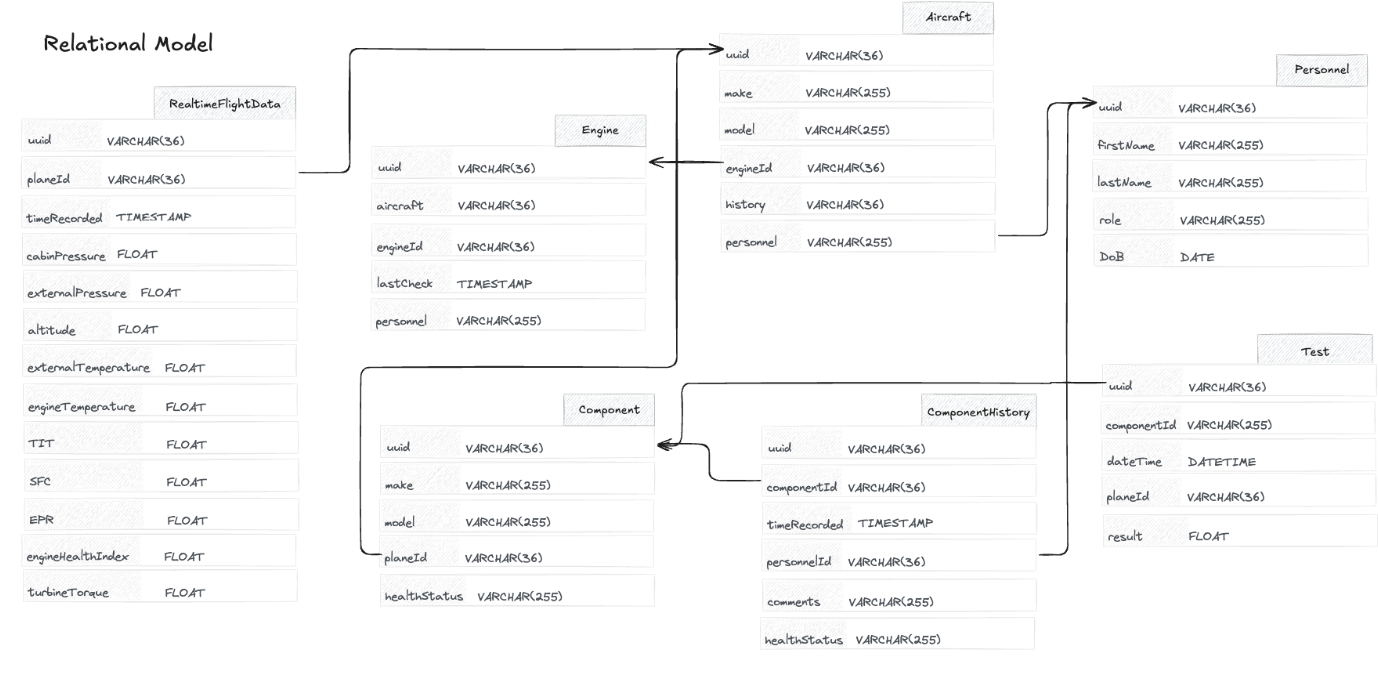 Relational Model
RealtimeFlightData
uuid VARCHAR(36)
planeId VARCHAR(36)
timeRecorded TIMESTAMP
cabinPressure FLOAT
externalPressure FLOAT
altitude FLOAT
externalTemperature FLOAT
engineTemperature FLOAT
TIT FLOAT
SFC FLOAT
EPR FLOAT
engineHealthIndex FLOAT
turbineTorque FLOAT
Engine
uuid VARCHAR(36)
aircraft VARCHAR(36)
engineId VARCHAR(36)
lastCheck TIMESTAMP
personnel VARCHAR(255)
Aircraft
uuid VARCHAR(36)
make VARCHAR(255)
model VARCHAR(255)
engineId VARCHAR(36)
history VARCHAR(36)
personnel VARCHAR(255)
Personnel
uuid VARCHAR(36)
firstName VARCHAR(255)
lastName VARCHAR(255)
role VARCHAR(255)
DoB DATE
Component
uuid VARCHAR(36)
make VARCHAR(255)
model VARCHAR(255)
planeId VARCHAR(36)
healthStatus VARCHAR(255)
ComponentHistory
uuid VARCHAR(36)
componentId VARCHAR(36)
timeRecorded TIMESTAMP
personnelId VARCHAR(36)
comments VARCHAR(255)
healthStatus VARCHAR(255)
Test
uuid VARCHAR(36)
componentId VARCHAR(255)
dateTime DATETIME
planeId VARCHAR(36)
result FLOAT